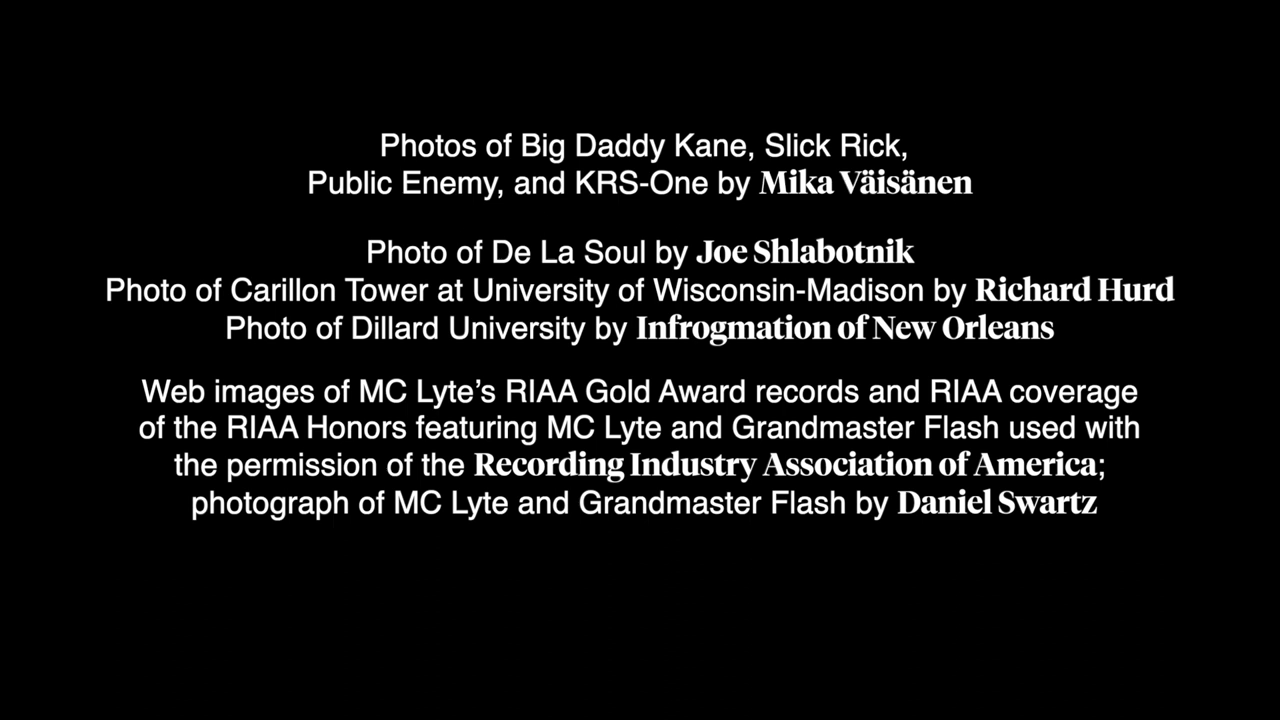 Photos of Big Daddy Kane, Slick Rick,
Public Enemy, and KRS-One by Mika Väisänen
Photo of De La Soul by Joe Shlabotnik
Photo of Carillon Tower at University of Wisconsin-Madison by Richard Hurd
Photo of Dillard University by Infrogmation of New Orleans
Web images of MC Lyte’s RIAA Gold Award records and RIAA coverage
of the RIAA Honors featuring MC Lyte and Grandmaster Flash used with
the permission of the Recording Industry Association of America;
photograph of MC Lyte and Grandmaster Flash by Daniel Swartz